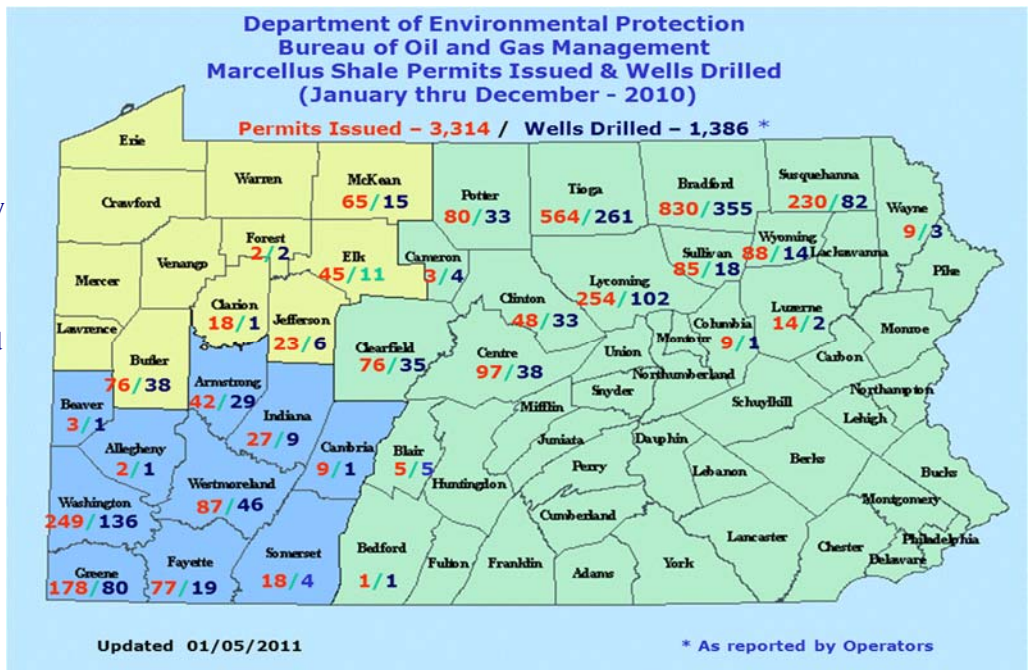 Department of Environmental Protection
Bureau of Oil and Gas Management
Marcellus Shale Permits Issued & Wells Drilled
(January thru December - 2010)
Permits Issued – 3,314 / Wells Drilled – 1,386 *
Erie
Crawford
Warren
McKean
65/15
Potter
80/33
Tioga
564/261
Bradford
830/355
Susquehanna
230/82
Wayne
9/3
Forest
2/2
Venango
Mercer
Elk
45/11
Cameron
3/4
Sullivan
85/18
Wyoming
88/14
Lackawanna
Pike
Clarion
18/1
Jefferson
23/6
Lycoming
254/102
Clinton
48/33
Columbia
9/1
Luzerne
14/2
Monroe
Lawrence
Butler
76/38
Clearfield
76/35
Centre
97/38
Union
Montour
Northumberland
Snyder
Carbon
Northampton
Armstrong
42/29
Beaver
3/1
Indiana
27/9
Mifflin
Schuylkill
Lehigh
Allegheny
2/1
Cambria
9/1
Blair
5/5
Juniata
Dauphin
Perry
Lebanon
Berks
Bucks
Huntingdon
Westmoreland
87/46
Washington
249/136
Cumberland
Montgomery
Philadelphia
Lancaster
Chester
Delaware
Greene
178/80
Fayette
77/19
Somerset
18/4
Bedford
1/1
Fulton
Franklin
Adams
York
Updated 01/05/2011
* As reported by Operators